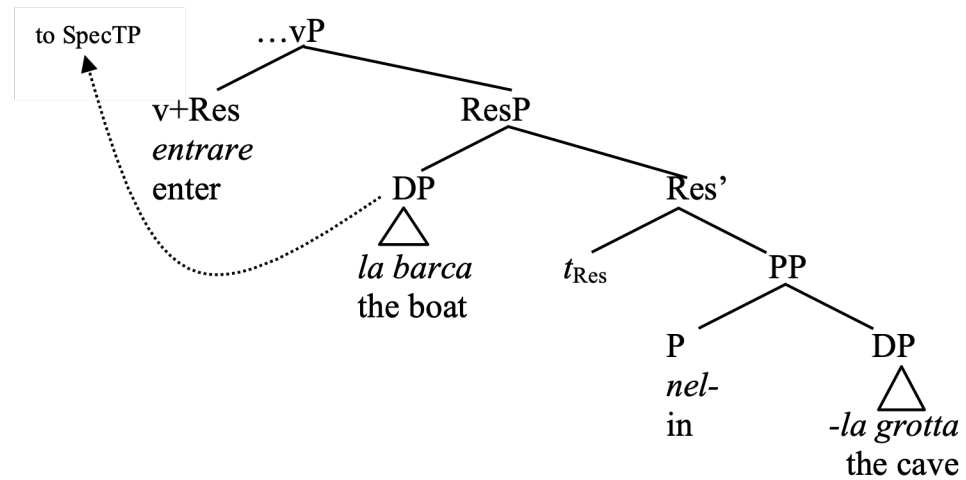 to SpecTP
…vP
v+Res
entrare
enter
ResP
DP
la barca
the boat
Res’
tRes
PP
P
nel-
in
DP
-la grotta
the cave